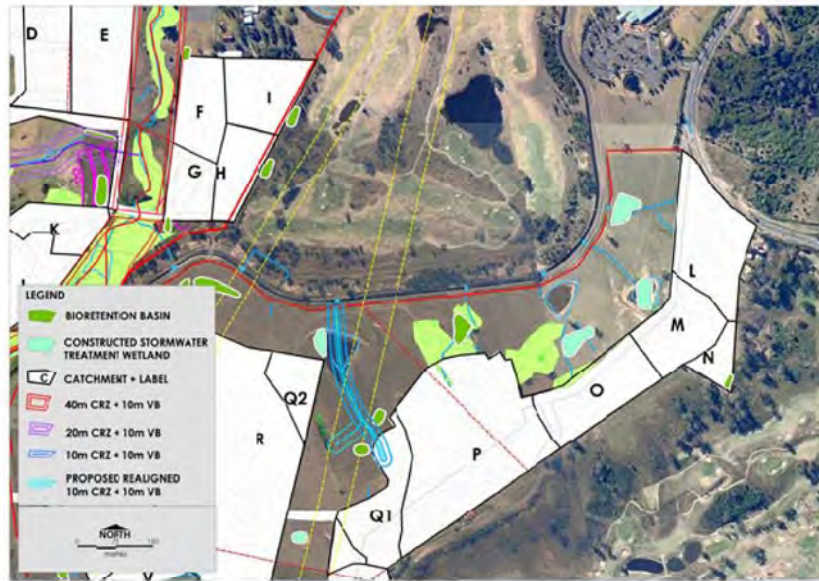 D
E
F
I
G
H
K
L
M
N
O
P
Q1
Q2
R
LEGEND
BIORETENTION BASIN
CONSTRUCTED STORMWATER
TREATMENT WETLAND
C
CATCHMENT + LABEL
40m CRZ + 10m VB
20m CRZ + 10m VB
10m CRZ + 10m VB
PROPOSED REALIGNED
10m CRZ + 10m VB
NORTH
metres